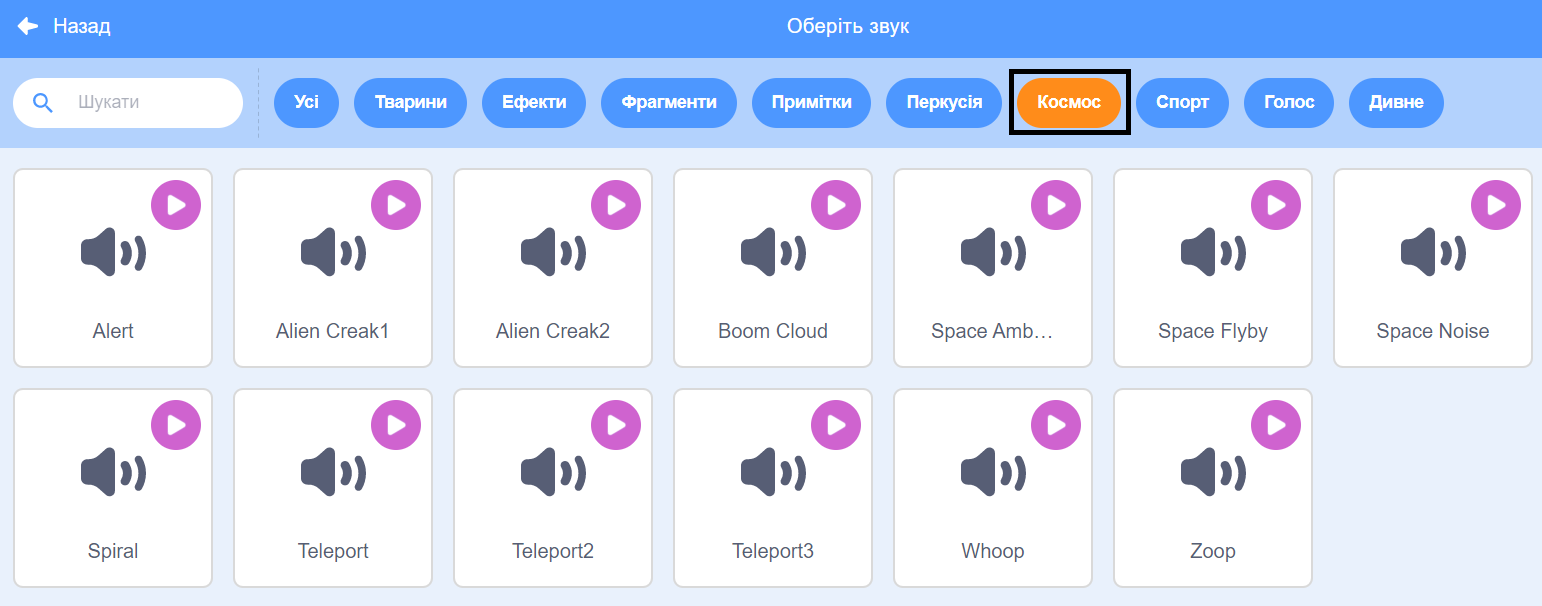 Назад
Оберіть звук
Шукати
Усі
Тварини
Ефекти
Фрагменти
Примітки
Перкусія
Космос
Спорт
Голос
Дивне
Alert
Alien Creak1
Alien Creak2
Boom Cloud
Space Amb…
Space Flyby
Space Noise
Spiral
Teleport
Teleport2
Teleport3
Whoop
Zoop